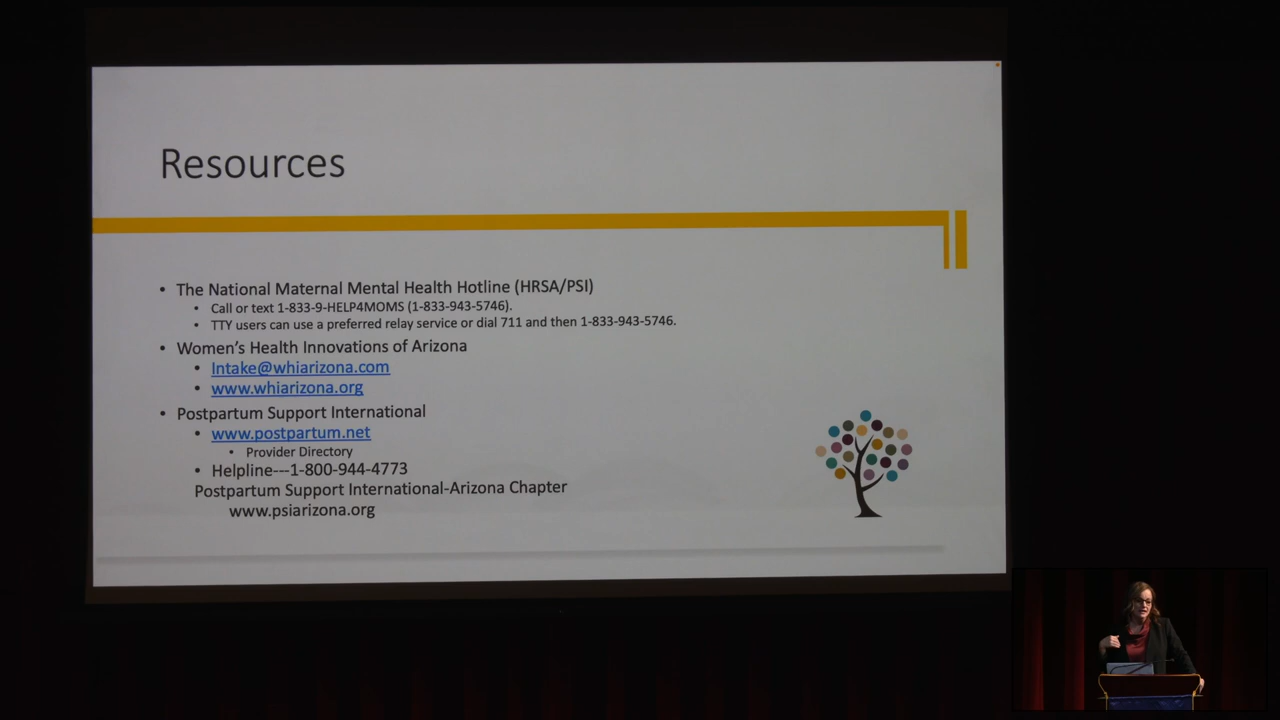 Resources
• The National Maternal Mental Health Hotline (HRSA/PSI)
• Call or text 1-833-9-HELP4MOMS (1-833-943-5746).
• TTY users can use a preferred relay service or dial 711 and then 1-833-943-5746.
• Women's Health Innovations of Arizona
• Intake@whiarizona.com
• www.whiarizona.org
• Postpartum Support International
• www.postpartum.net
• Provider Directory
• Helpline---1-800-944-4773
Postpartum Support International-Arizona Chapter
www.psiarizona.org